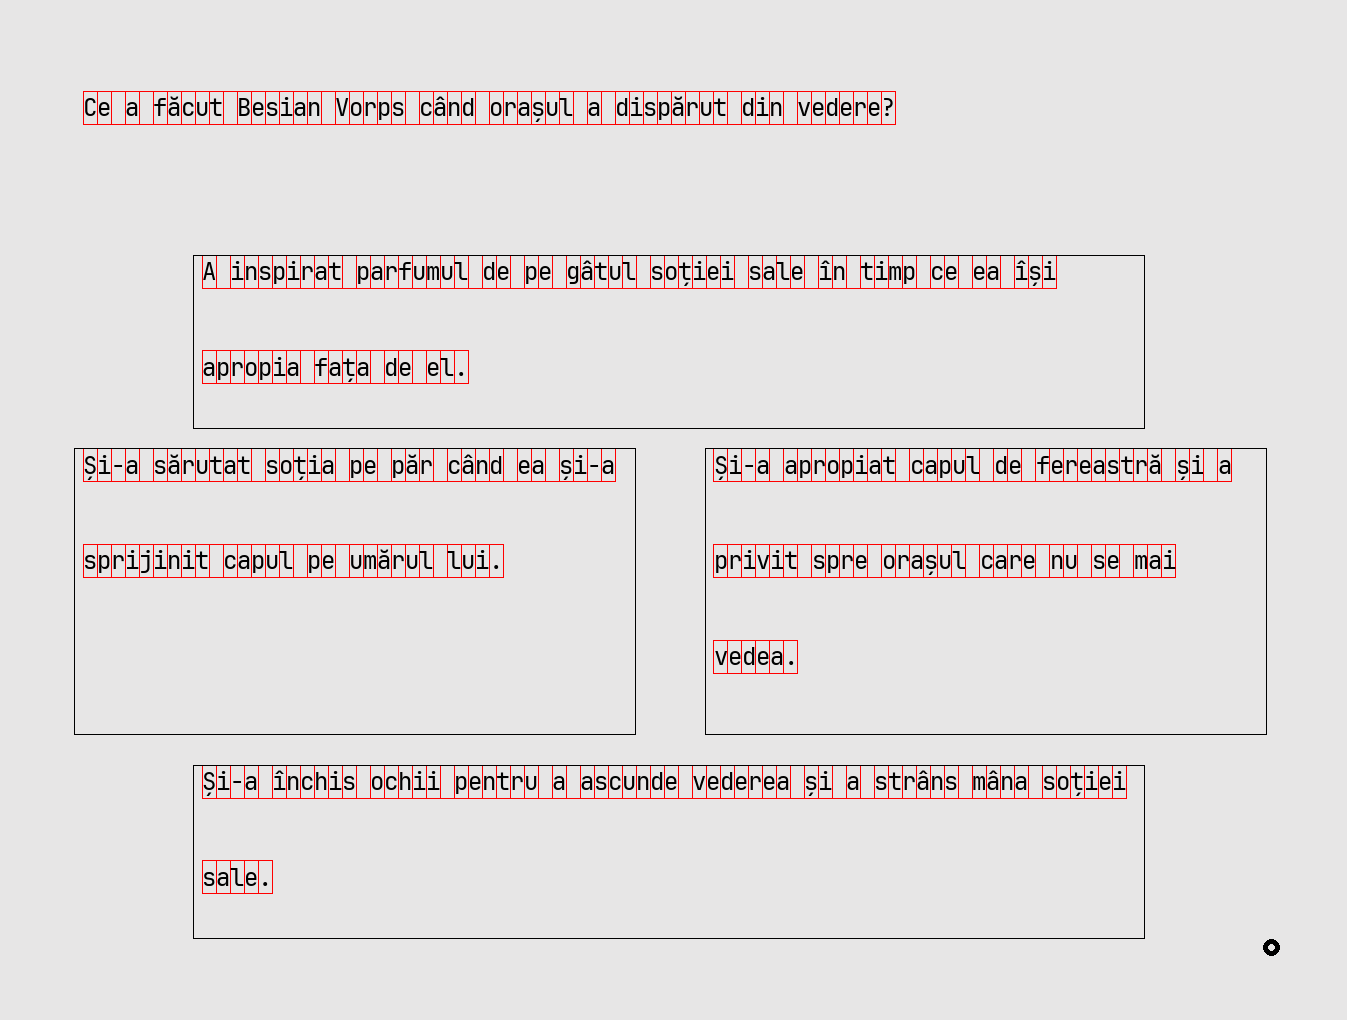 Ce a făcut Besian Vorps când orașul a dispărut din vedere?
A inspirat parfumul de pe gâtul soției sale în timp ce ea își
apropia fața de el.
Și-a sărutat soția pe păr când ea și-a
sprijinit capul pe umărul lui.
Și-a apropiat capul de fereastră și a
privit spre orașul care nu se mai
vedea.
Și-a închis ochii pentru a ascunde vederea și a strâns mâna soției
sale.